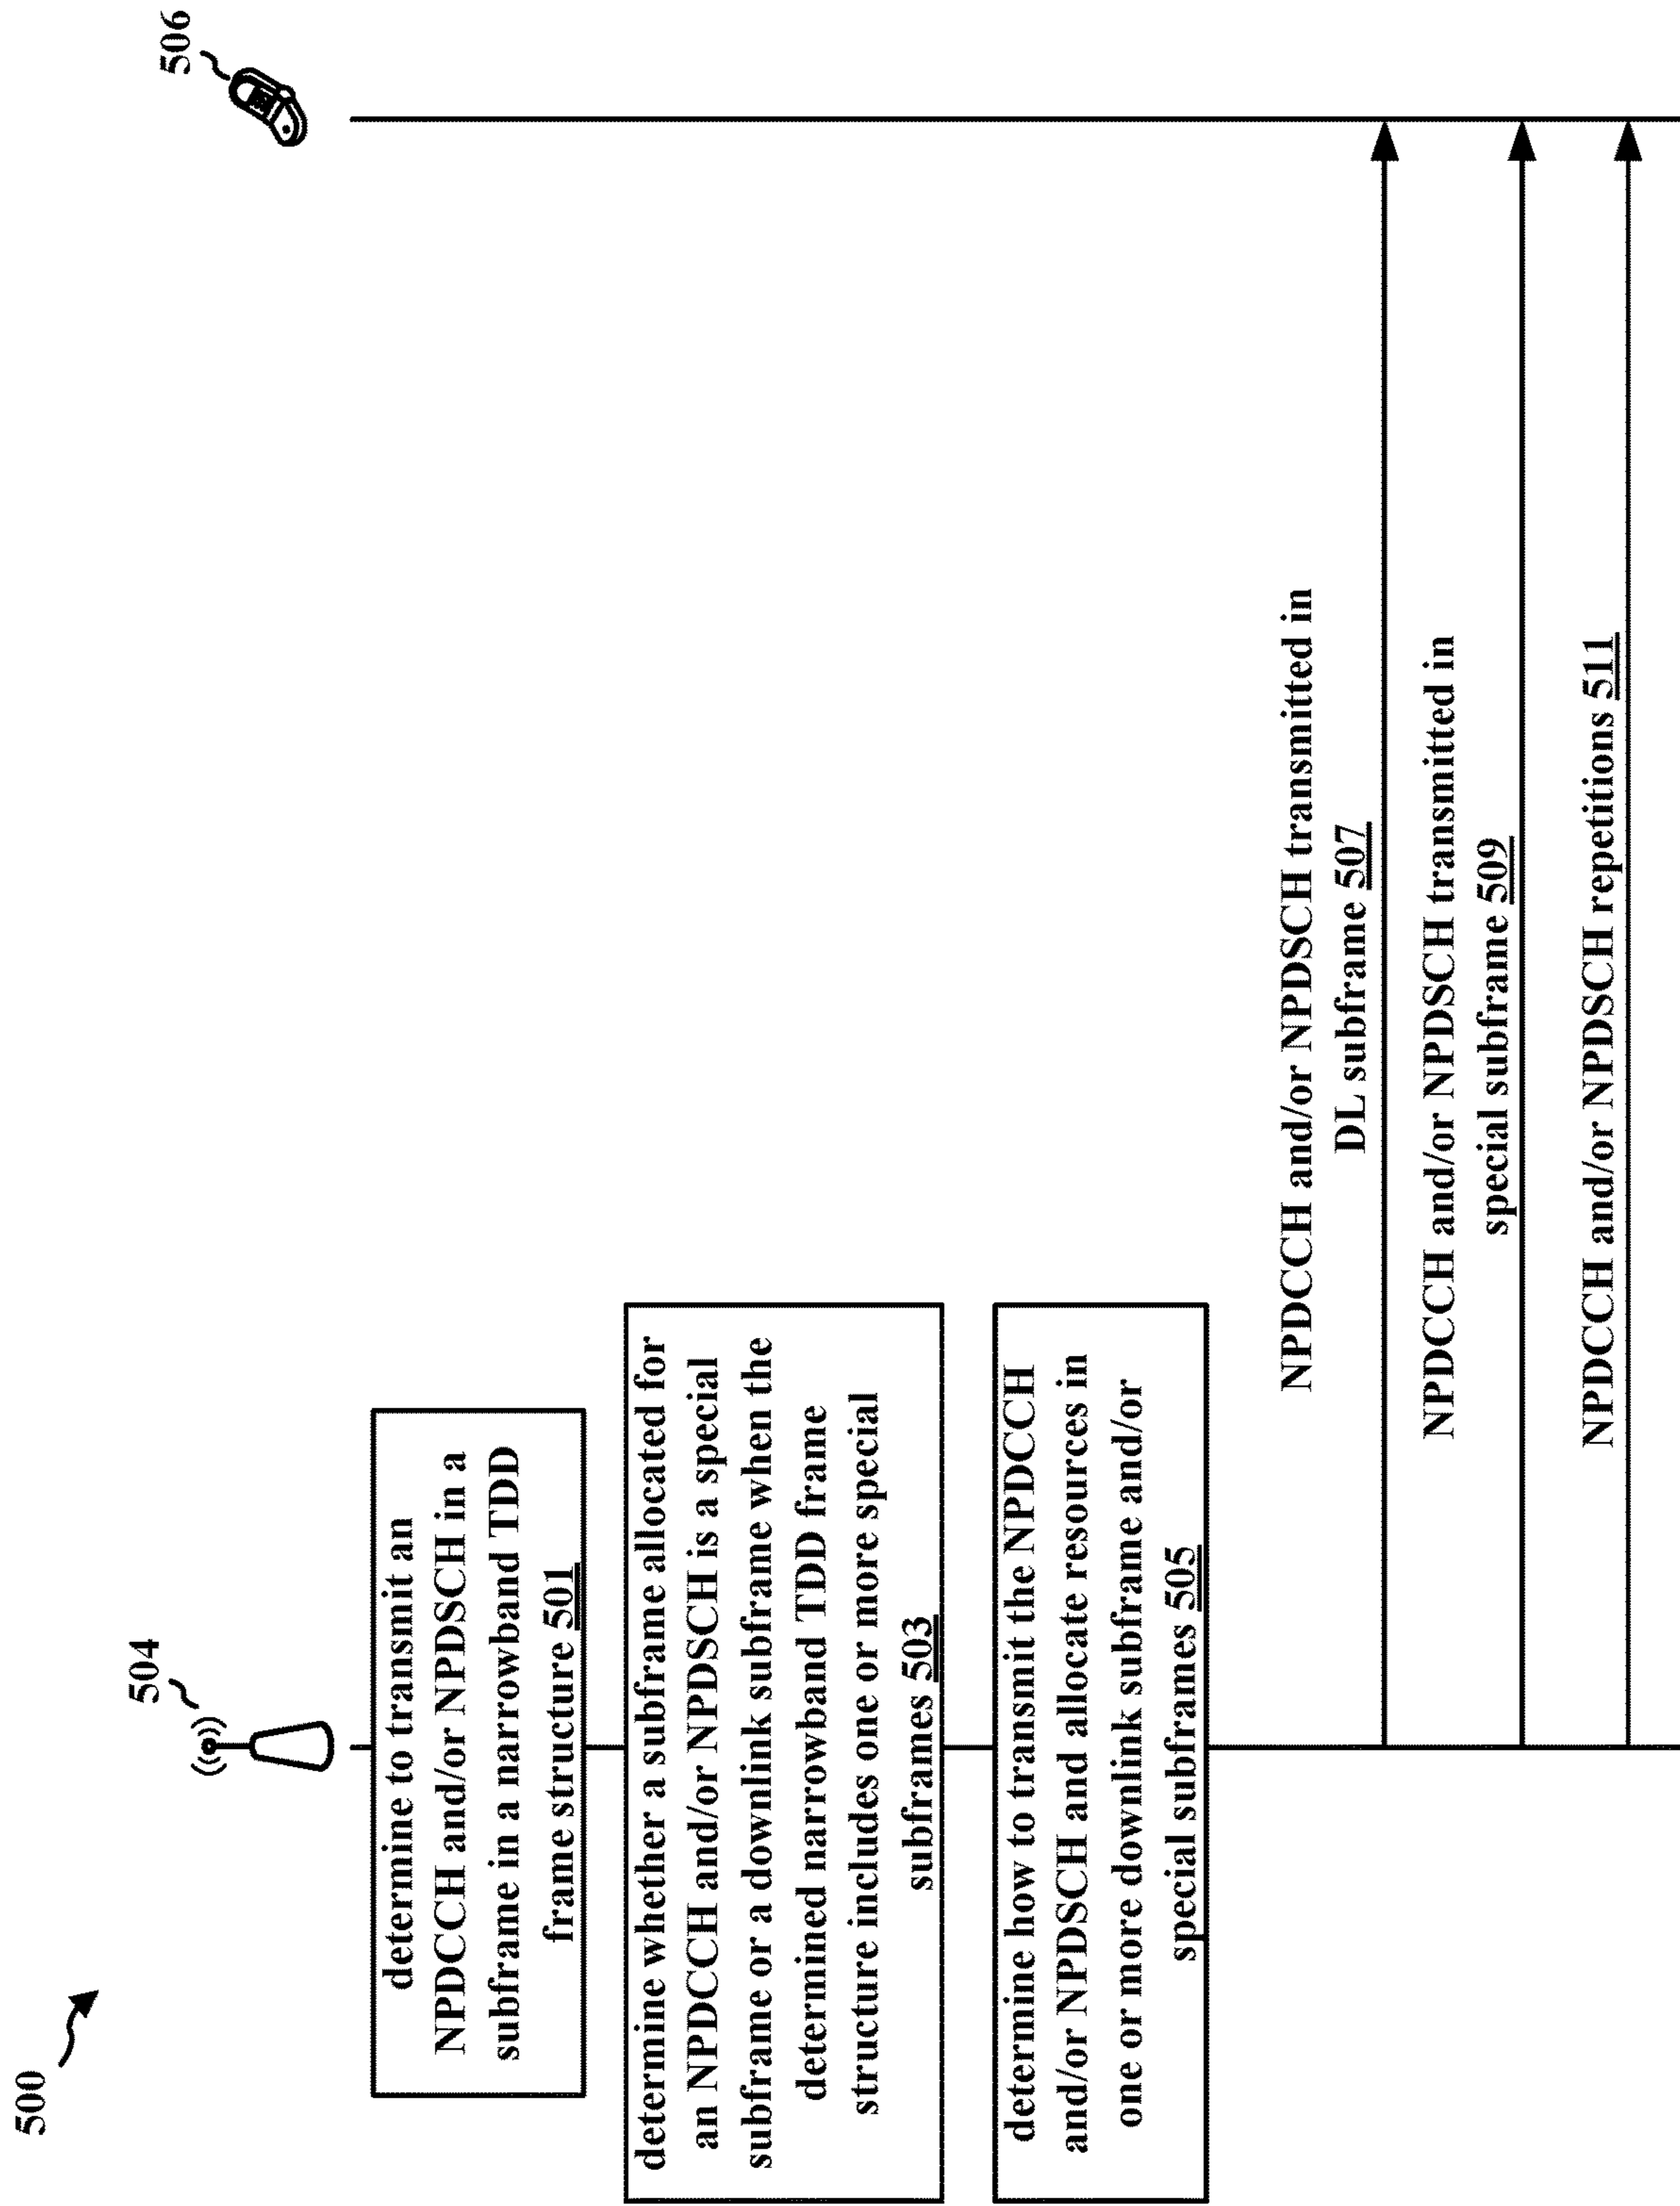 500
504
506
determine to transmit an
NPDCCH and/or NPDSCH in a
subframe in a narrowband TDD
frame structure 501
determine whether a subframe allocated for
an NPDCCH and/or NPDSCH is a special
subframe or a downlink subframe when the
determined narrowband TDD frame
structure includes one or more special
subframes 503
determine how to transmit the NPDCCH
and/or NPDSCH and allocate resources in
one or more downlink subframe and/or
special subframes 505
NPDCCH and/or NPDSCH transmitted in
DL subframe 507
NPDCCH and/or NPDSCH transmitted in
special subframe 509
NPDCCH and/or NPDSCH repetitions 511